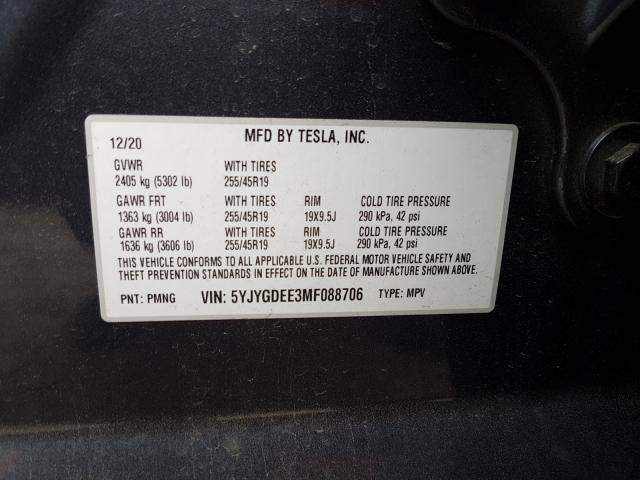 12/20 MFD BY TESLA, INC.
GVWR WITH TIRES
2405 kg (5302 lb) 255/45R19
GAWR FRT WITH TIRES RIM COLD TIRE PRESSURE
1363 kg (3004 lb) 255/45R19 19X9.5J 290 kPa, 42 psi
GAWR RR WITH TIRES RIM COLD TIRE PRESSURE
1636 kg (3606 lb) 255/45R19 19X9.5J 290 kPa, 42 psi
THIS VEHICLE CONFORMS TO ALL APPLICABLE U.S. FEDERAL MOTOR VEHICLE SAFETY AND
THEFT PREVENTION STANDARDS IN EFFECT ON THE DATE OF MANUFACTURE SHOWN ABOVE.
PNT: PMNG VIN: 5YJYGDEE3MF088706 TYPE: MPV